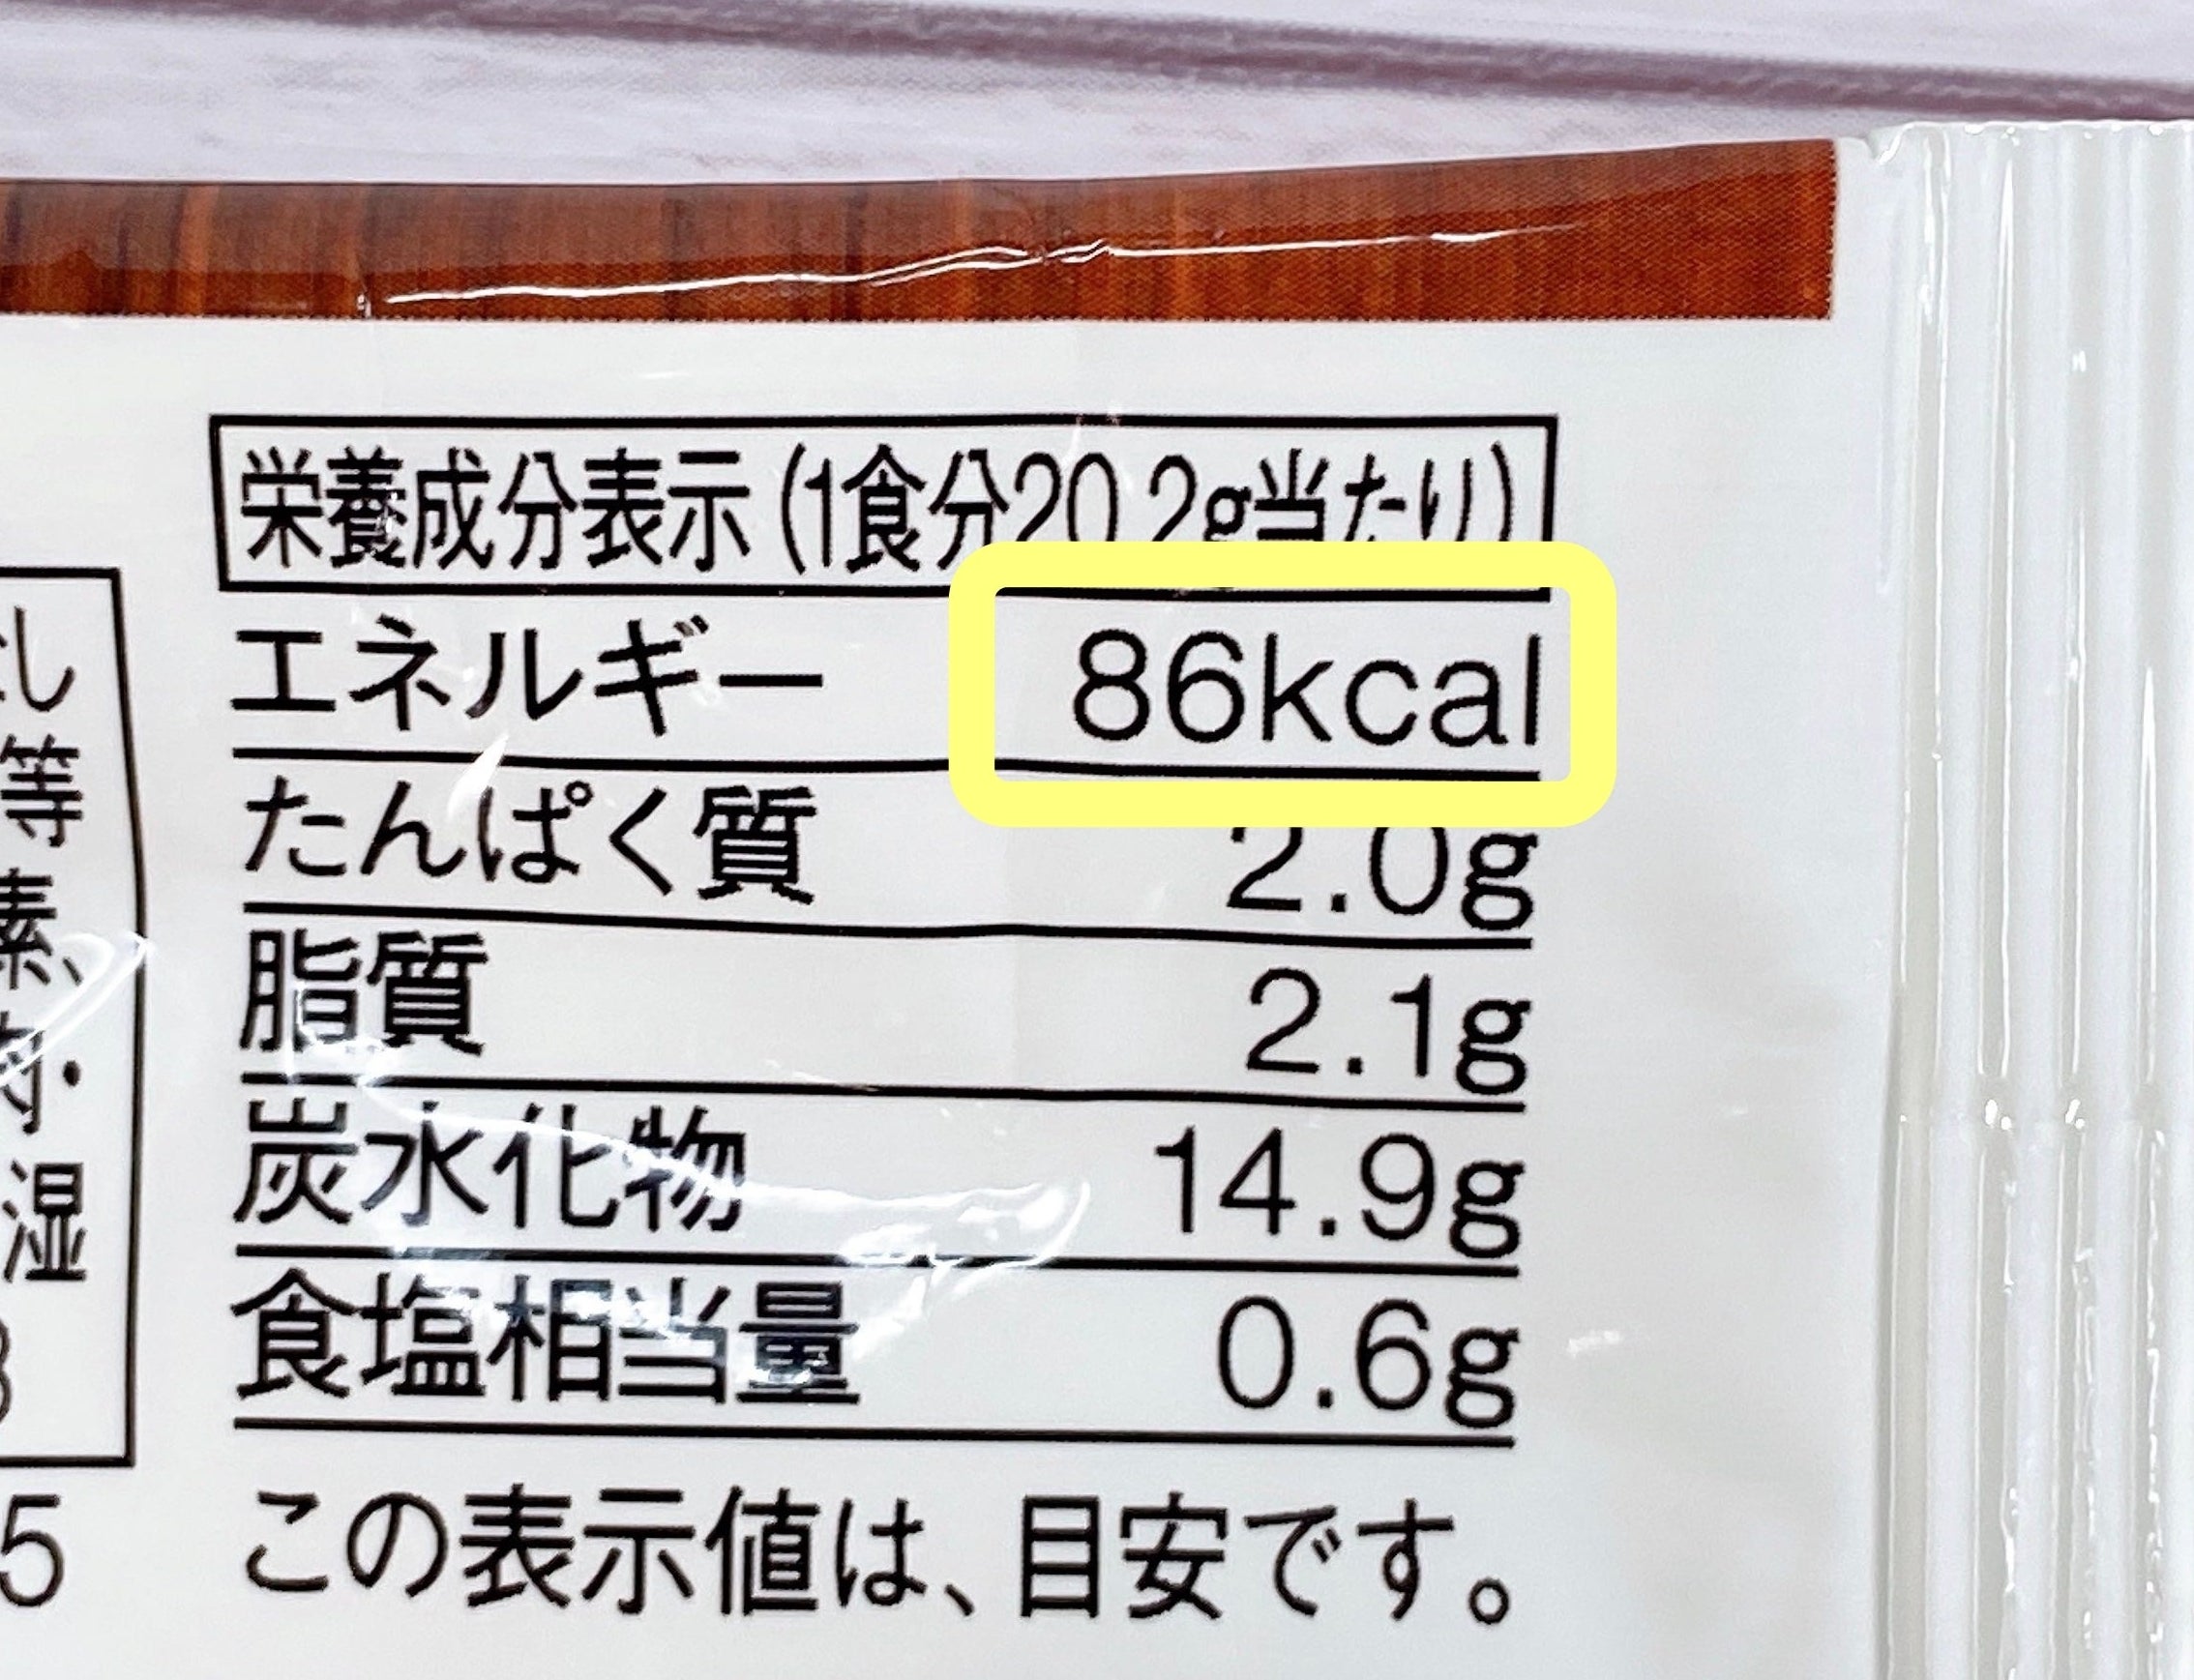 栄養成分表示(1食分20.2g当たり)
エネルギー 86kcal
たんぱく質 2.0g
脂質 2.1g
炭水化物 14.9g
食塩相当量 0.6g
この表示値は、目安です。
し
等
素、
肉・
湿
5